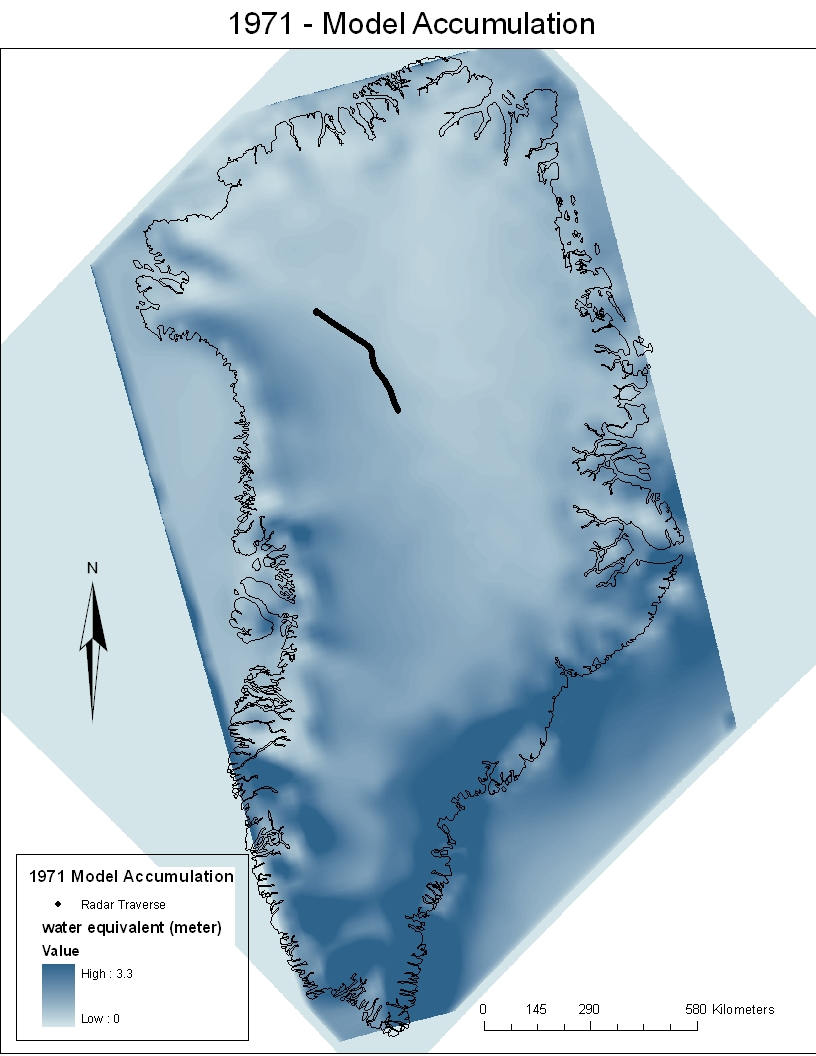 1971 - Model Accumulation
N
1971 Model Accumulation
Radar Traverse
water equivalent (meter)
Value
High : 3.3
Low : 0
0 145 290 580 Kilometers